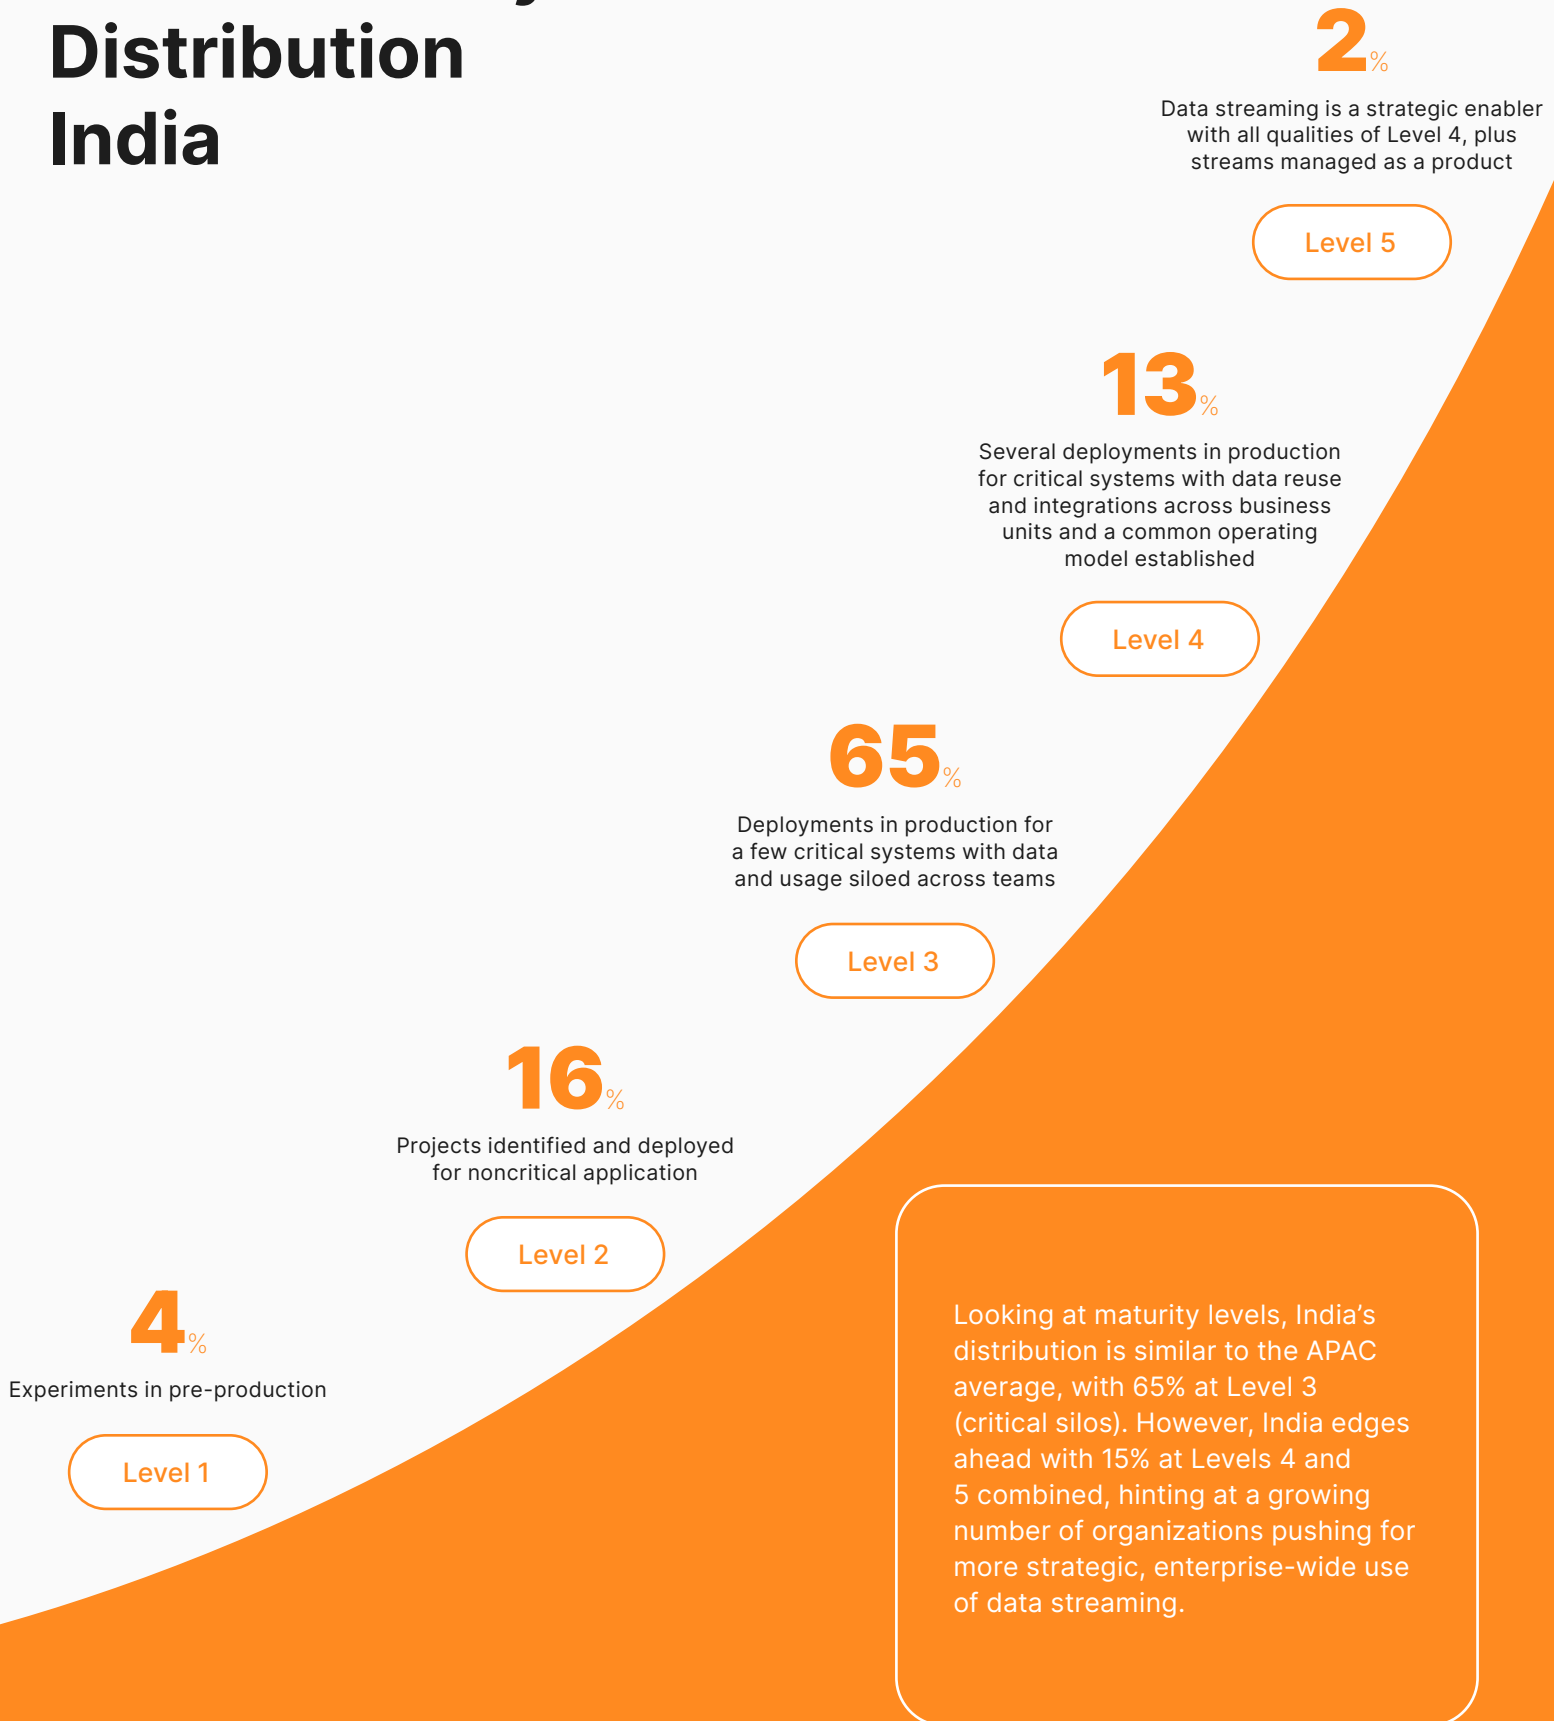 Distribution
India
2%
Data streaming is a strategic enabler
with all qualities of Level 4, plus
streams managed as a product
Level 5
13%
Several deployments in production
for critical systems with data reuse
and integrations across business
units and a common operating
model established
Level 4
65%
Deployments in production for
a few critical systems with data
and usage siloed across teams
Level 3
16%
Projects identified and deployed
for noncritical application
Level 2
4%
Experiments in pre-production
Level 1
Looking at maturity levels, India’s
distribution is similar to the APAC
average, with 65% at Level 3
(critical silos). However, India edges
ahead with 15% at Levels 4 and
5 combined, hinting at a growing
number of organizations pushing for
more strategic, enterprise-wide use
of data streaming.